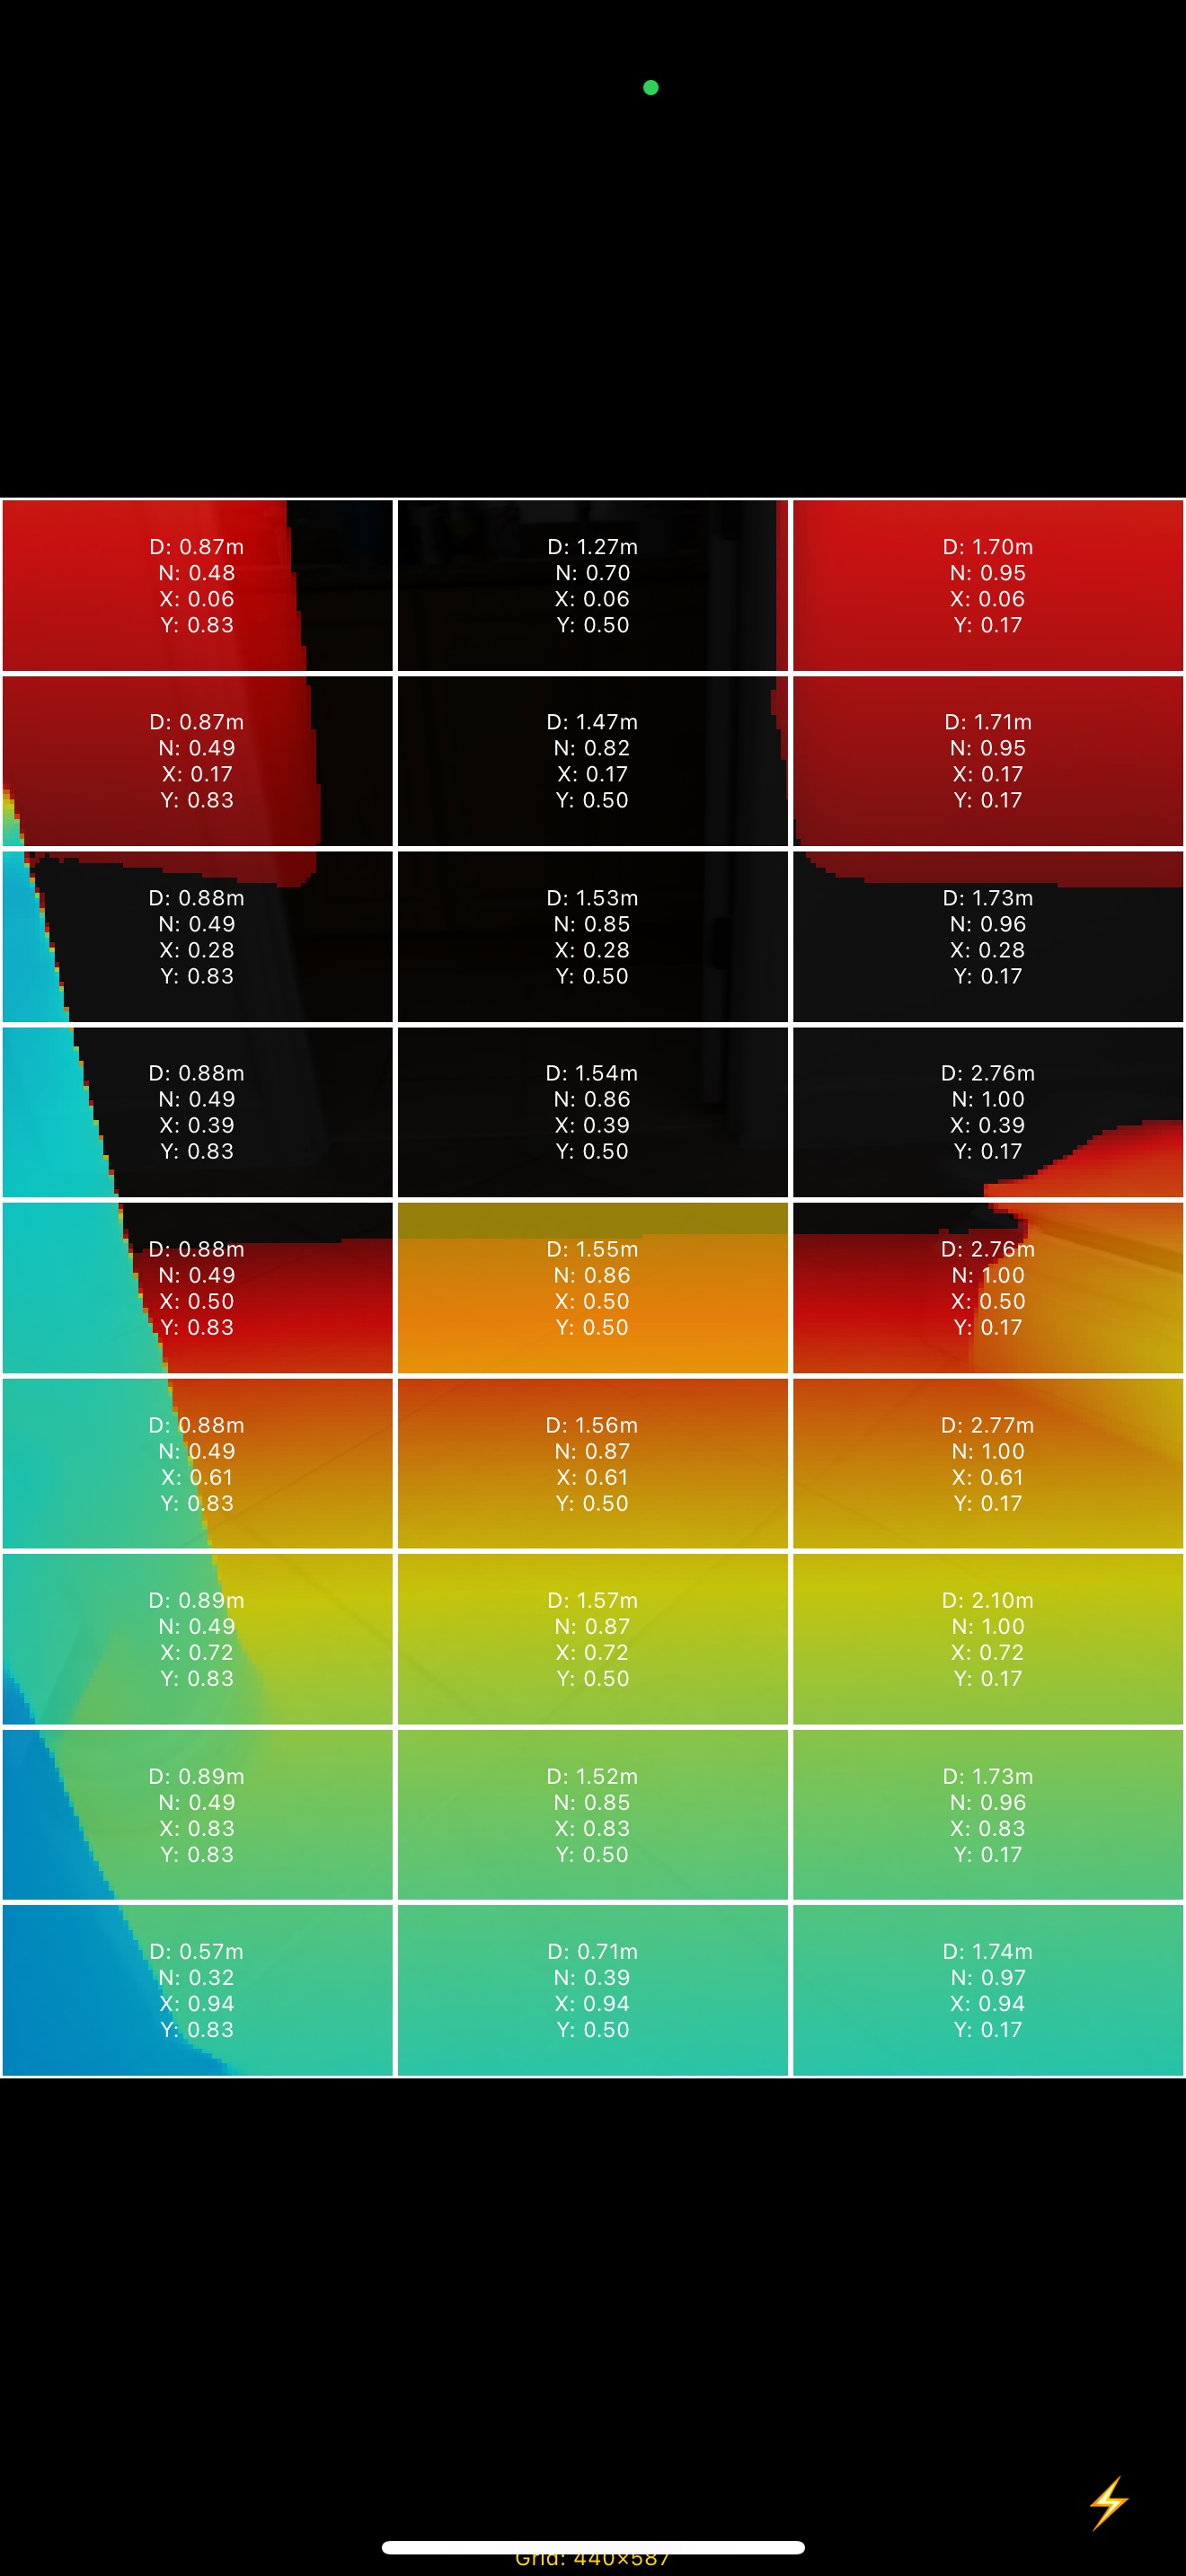 D: 0.87m
N: 0.48
X: 0.06
Y: 0.83
D: 1.27m
N: 0.70
X: 0.06
Y: 0.50
D: 1.70m
N: 0.95
X: 0.06
Y: 0.17
D: 0.87m
N: 0.49
X: 0.17
Y: 0.83
D: 1.47m
N: 0.82
X: 0.17
Y: 0.50
D: 1.71m
N: 0.95
X: 0.17
Y: 0.17
D: 0.88m
N: 0.49
X: 0.28
Y: 0.83
D: 1.53m
N: 0.85
X: 0.28
Y: 0.50
D: 1.73m
N: 0.96
X: 0.28
Y: 0.17
D: 0.88m
N: 0.49
X: 0.39
Y: 0.83
D: 1.54m
N: 0.86
X: 0.39
Y: 0.50
D: 2.76m
N: 1.00
X: 0.39
Y: 0.17
D: 0.88m
N: 0.49
X: 0.50
Y: 0.83
D: 1.55m
N: 0.86
X: 0.50
Y: 0.50
D: 2.76m
N: 1.00
X: 0.50
Y: 0.17
D: 0.88m
N: 0.49
X: 0.61
Y: 0.83
D: 1.56m
N: 0.87
X: 0.61
Y: 0.50
D: 2.77m
N: 1.00
X: 0.61
Y: 0.17
D: 0.89m
N: 0.49
X: 0.72
Y: 0.83
D: 1.57m
N: 0.87
X: 0.72
Y: 0.50
D: 2.10m
N: 1.00
X: 0.72
Y: 0.17
D: 0.89m
N: 0.49
X: 0.83
Y: 0.83
D: 1.52m
N: 0.85
X: 0.83
Y: 0.50
D: 1.73m
N: 0.96
X: 0.83
Y: 0.17
D: 0.57m
N: 0.32
X: 0.94
Y: 0.83
D: 0.71m
N: 0.39
X: 0.94
Y: 0.50
D: 1.74m
N: 0.97
X: 0.94
Y: 0.17
Grid: 440×587